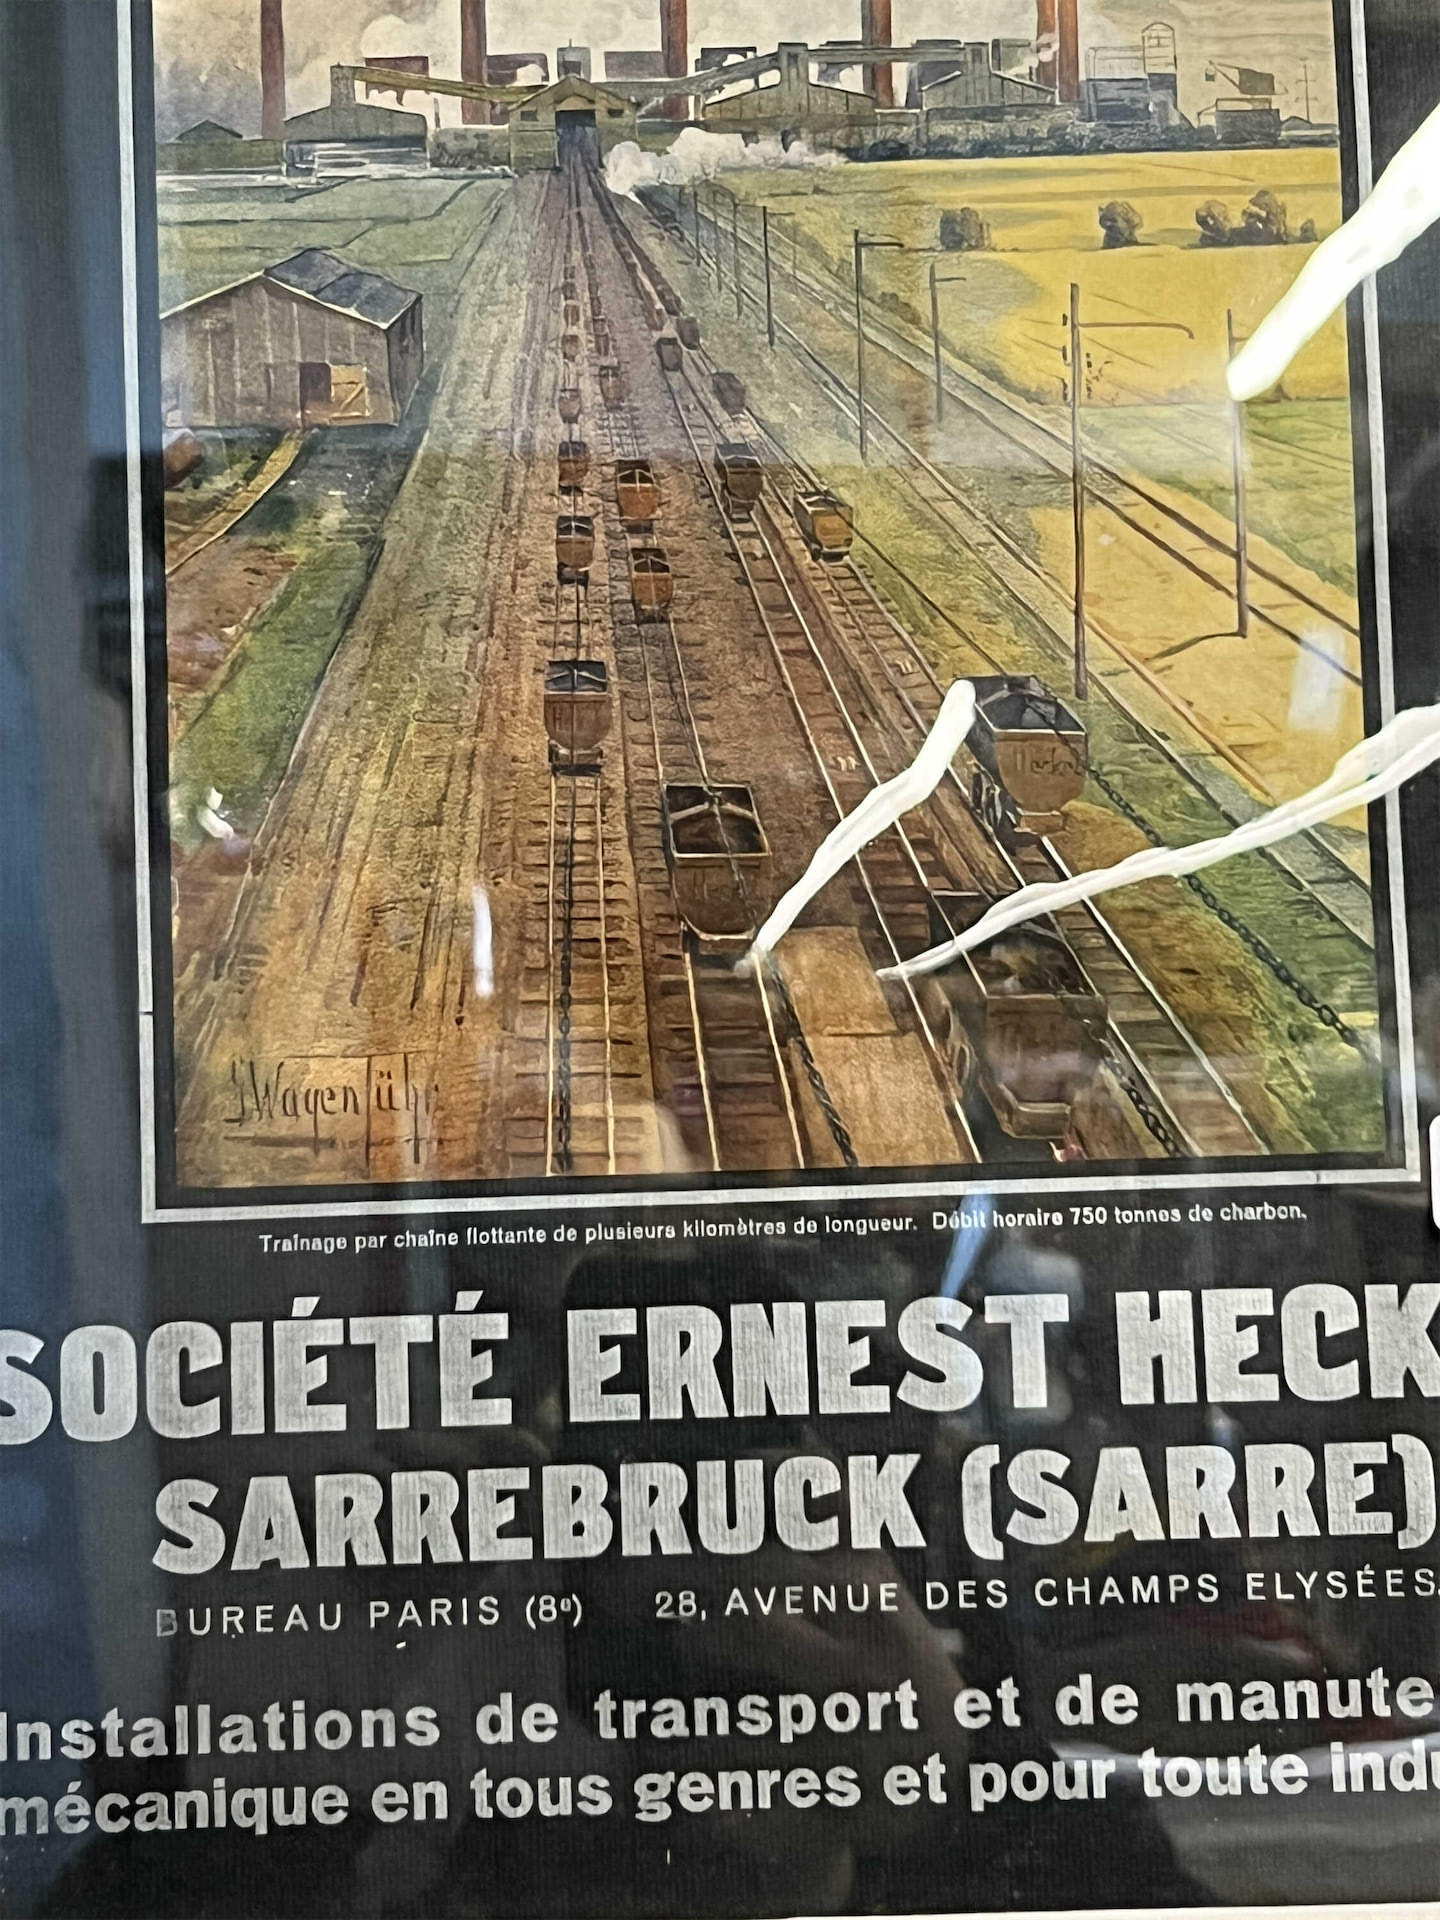 J Wagenführ
Traînage par chaîne flottante de plusieurs kilomètres de longueur. Débit horaire 750 tonnes de charbon.
SOCIÉTÉ ERNEST HECK
SARREBRUCK (SARRE)
BUREAU PARIS (8e) 28, AVENUE DES CHAMPS ELYSÉES.
Installations de transport et de manute
mécanique en tous genres et pour toute indu